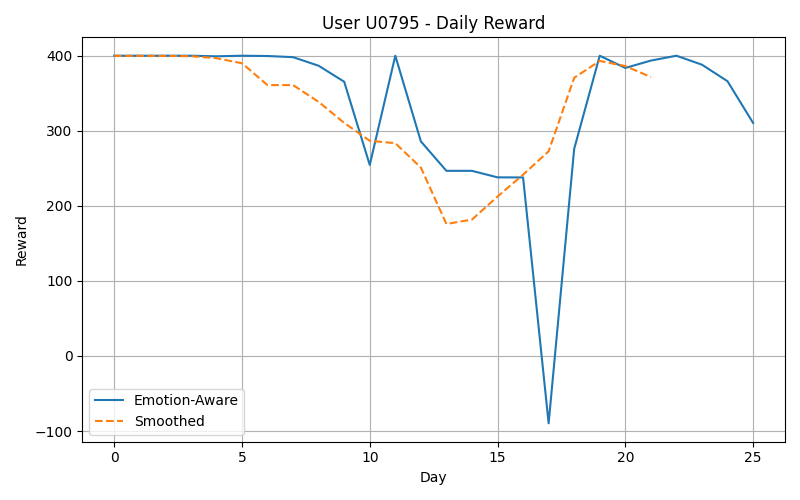 User U0795 - Daily Reward
400
300
200
100
0
−100
Reward
Emotion-Aware
Smoothed
0 5 10 15 20 25
Day